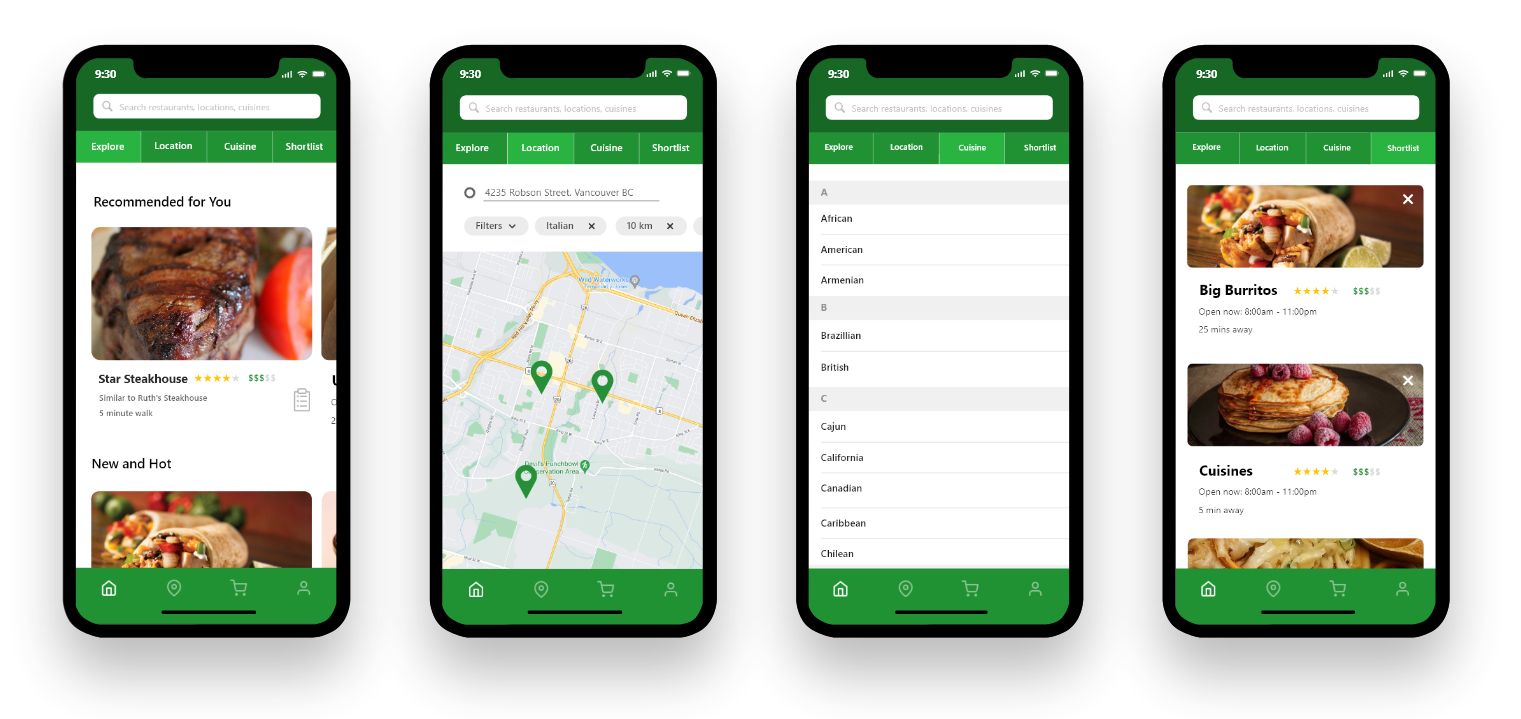 9:30
Search restaurants, locations, cuisines
Explore Location Cuisine Shortlist
Recommended for You
Star Steakhouse $$$$$
Similar to Ruth's Steakhouse
5 minute walk
New and Hot
9:30
Search restaurants, locations, cuisines
Explore Location Cuisine Shortlist
4235 Robson Street. Vancouver BC
Filters Italian 10 km
Devil's Punchbowl
Conservation Area
9:30
Search restaurants, locations, cuisines
Explore Location Cuisine Shortlist
A
African
American
Armenian
B
Brazillian
British
C
Cajun
California
Canadian
Caribbean
Chilean
9:30
Search restaurants, locations, cuisines
Explore Location Cuisine Shortlist
Big Burritos $$$$$
Open now: 8:00am - 11:00pm
25 mins away
Cuisines $$$$$
Open now: 8:00am - 11:00pm
5 min away